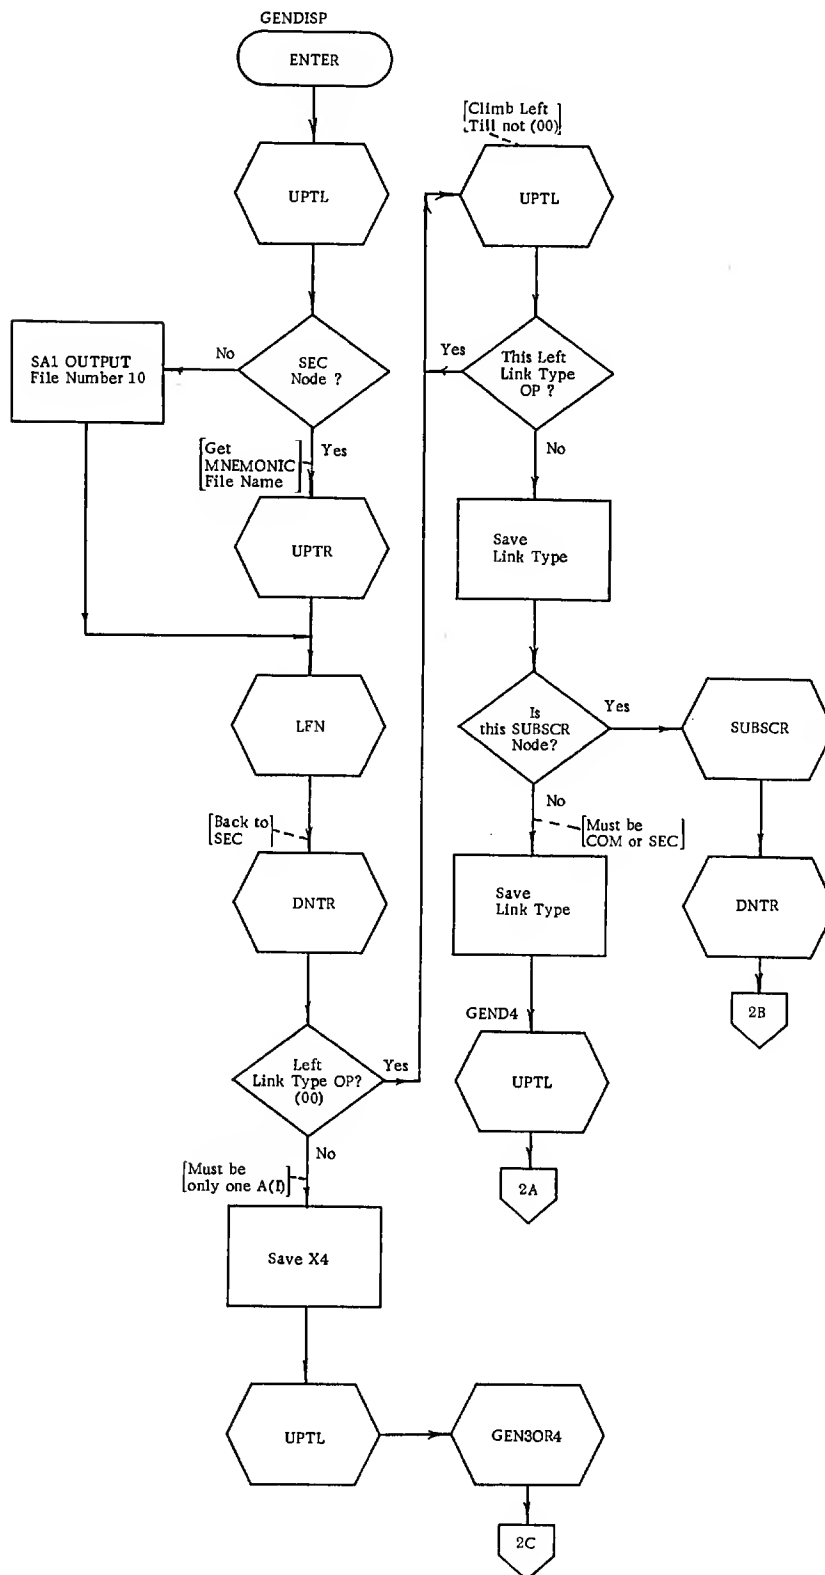 GENDISP
ENTER
UPTL
SEC
Node ?
No
Yes
SA1 OUTPUT
File Number 10
Get
MNEMONIC
File Name
UPTR
LFN
Back to
SEC
DNTR
Left
Link Type OP?
(00)
Yes
No
Must be
only one A(I)
Save X4
UPTL
GEN3OR4
2C
Climb Left
Till not (00)
UPTL
This Left
Link Type
OP ?
Yes
No
Save
Link Type
Is
this SUBSCR
Node?
Yes
No
SUBSCR
DNTR
2B
Must be
COM or SEC
Save
Link Type
GEND4
UPTL
2A